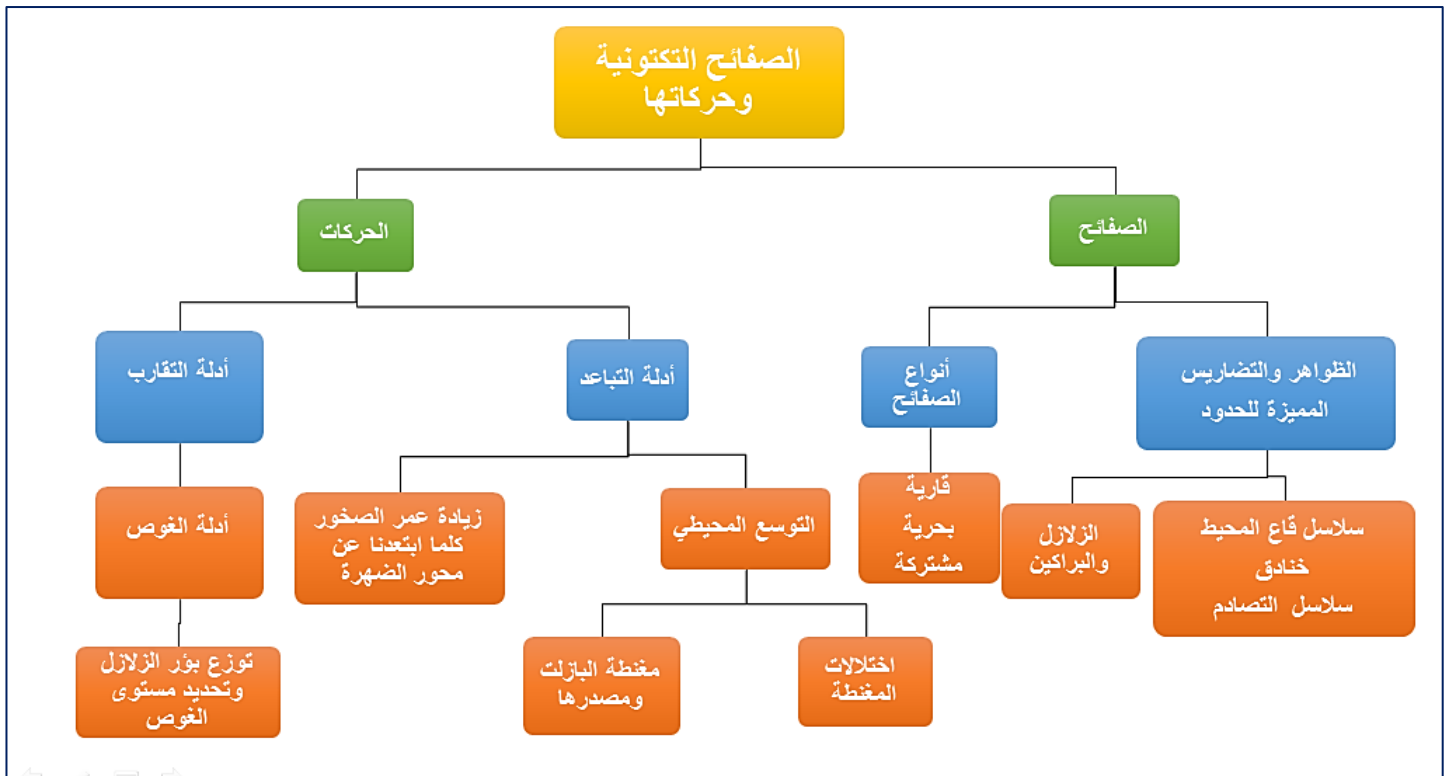 الصفائح التكتونية
وحركاتها
الصفائح
الحركات
الظواهر والتضاريس
المميزة للحدود
أنواع
الصفائح
أدلة التباعد
أدلة التقارب
سلاسل قاع المحيط
خنادق
سلاسل التصادم
الزلازل
والبراكين
قارية
بحرية
مشتركة
التوسع المحيطي
زيادة عمر الصخور
كلما ابتعدنا عن
محور الضهرة
أدلة الغوص
اختلالات
المغنطة
مغنطة البازلت
ومصدرها
توزع بؤر الزلازل
وتحديد مستوى
الغوص